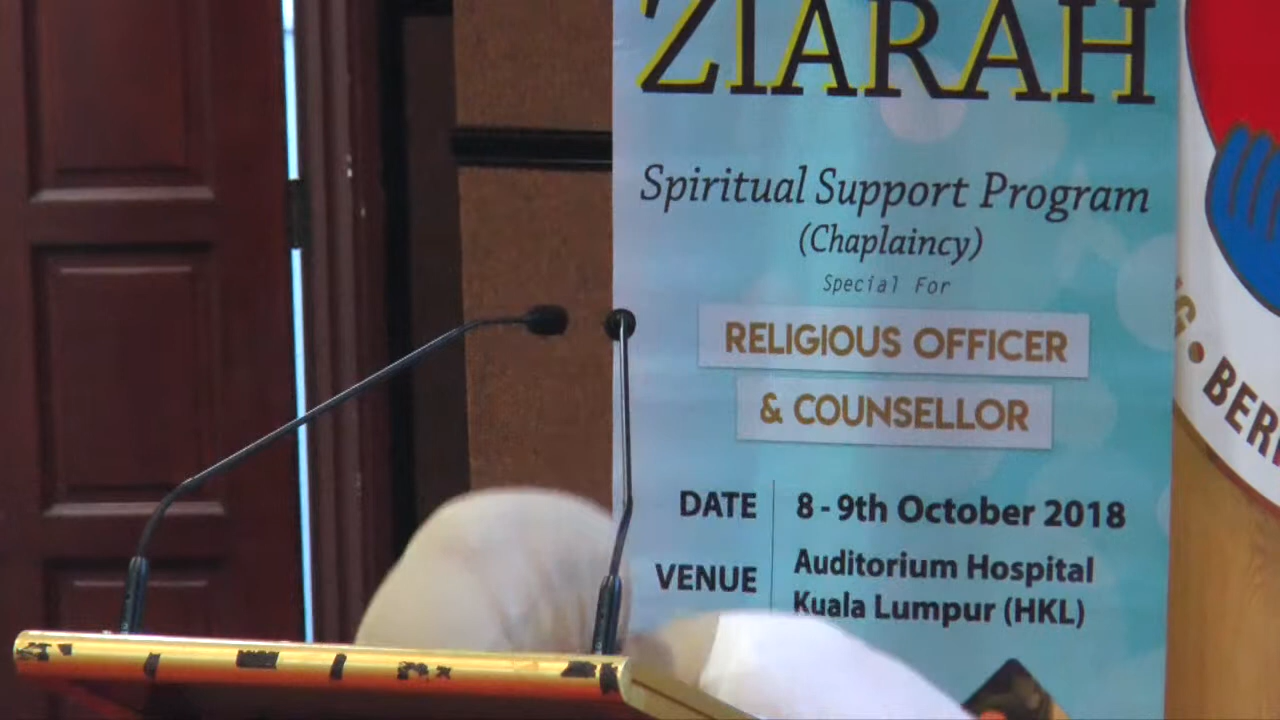 ZIARAH
Spiritual Support Program
(Chaplaincy)
Special For
RELIGIOUS OFFICER
& COUNSELLOR
DATE 8 - 9th October 2018
VENUE Auditorium Hospital
Kuala Lumpur (HKL)